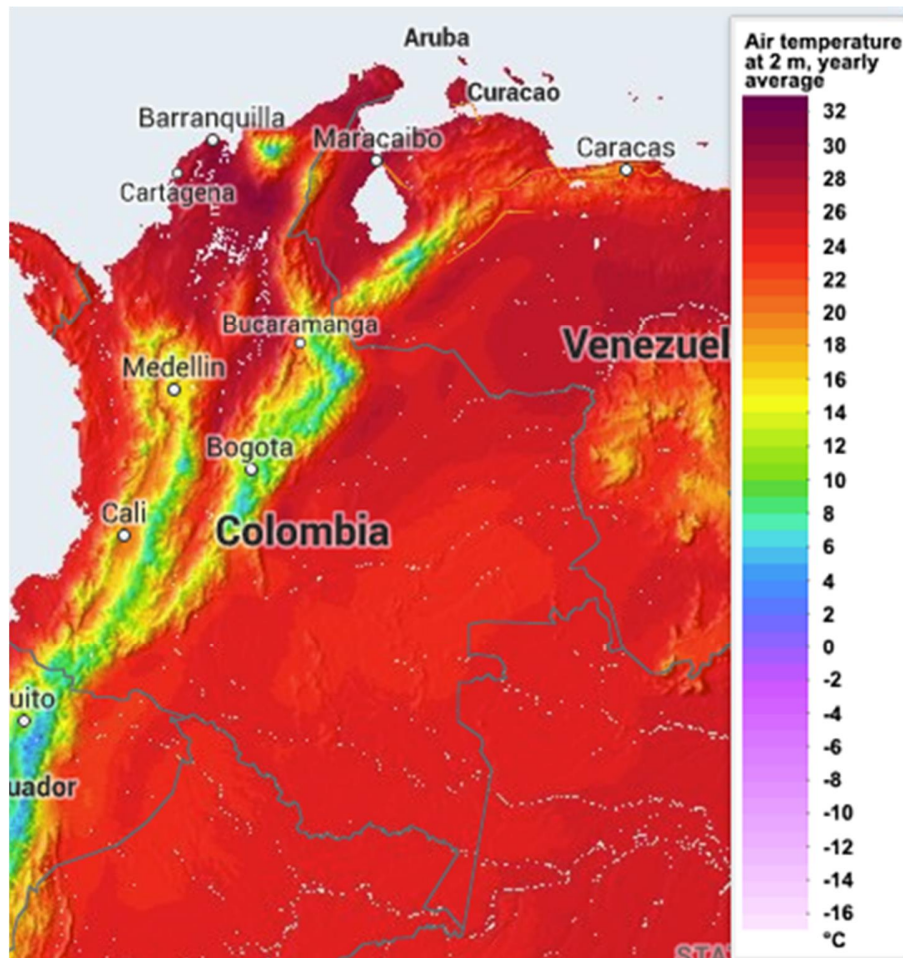 Aruba
Curacao
Barranquilla
Maracaibo
Caracas
Cartagena
Bucaramanga
Venezuel
Medellin
Bogota
Cali
Colombia
uito
uador
STA
Air temperature
at 2 m, yearly
average
32
30
28
26
24
22
20
18
16
14
12
10
8
6
4
2
0
-2
-4
-6
-8
-10
-12
-14
-16
°C